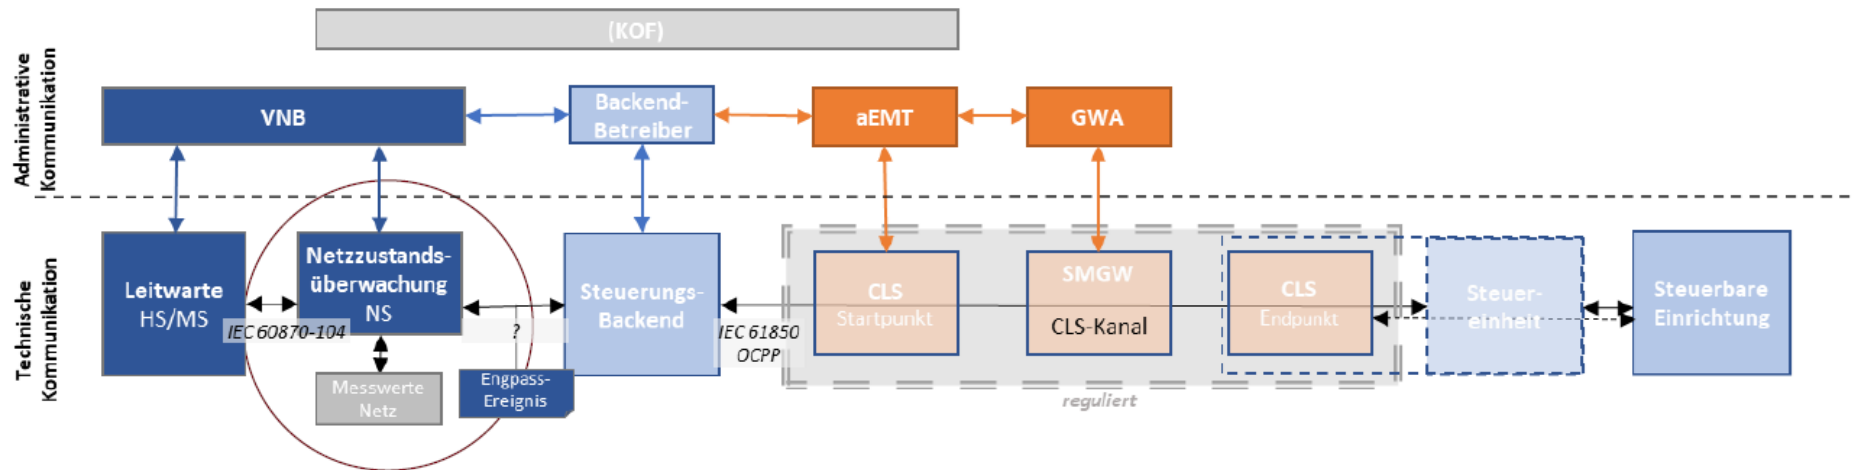 (KOF)
Administrative
Kommunikation
VNB
Backend-
Betreiber
aEMT
GWA
Technische
Kommunikation
Leitwarte
HS/MS
IEC 60870-104
Netzzustands-
überwachung
NS
?
Messwerte
Netz
Engpass-
Ereignis
Steuerungs-
Backend
IEC 61850
OCPP
CLS
Startpunkt
SMGW
CLS-Kanal
CLS
Endpunkt
Steuer-
einheit
Steuerbare
Einrichtung
reguliert